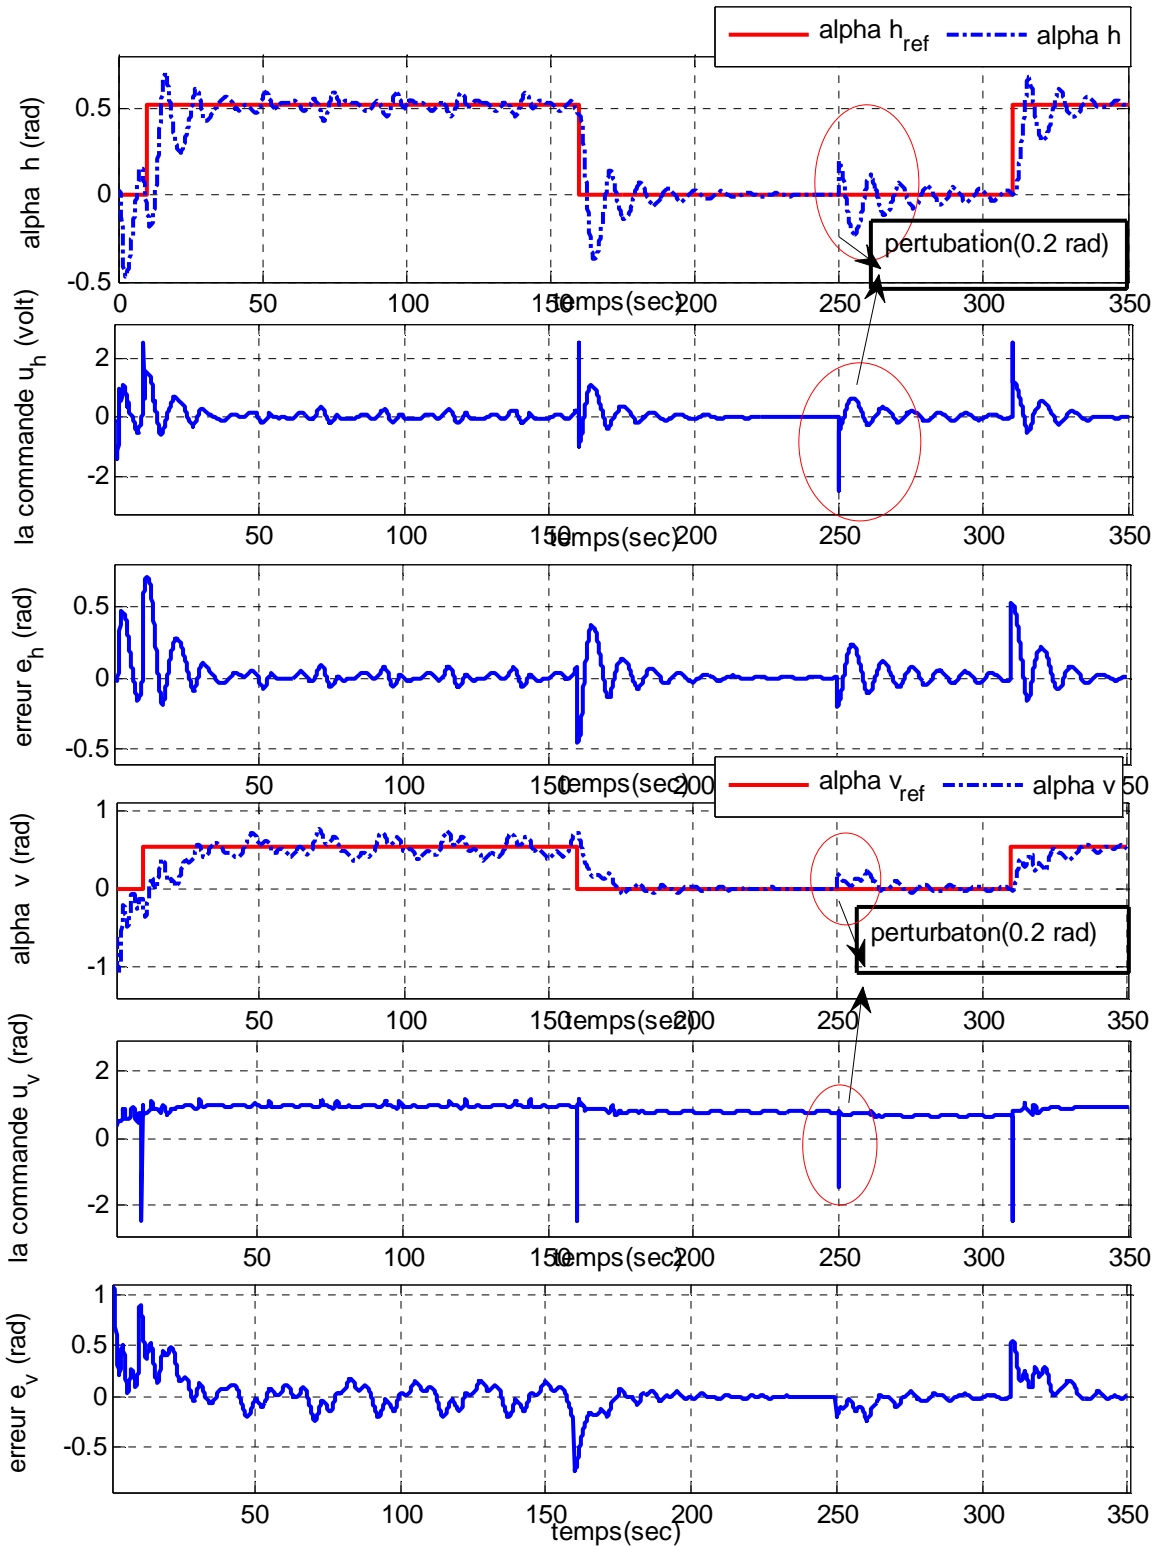 alpha h_ref alpha h
alpha h (rad)
0.5
0
-0.5
pertubation(0.2 rad)
0 50 100 150 200 250 300 350
temps(sec)
la commande u_h (volt)
2
0
-2
50 100 150 200 250 300 350
temps(sec)
erreur e_h (rad)
0.5
0
-0.5
50 100 150 200 50
temps(sec)
alpha v_ref alpha v
alpha v (rad)
1
0
-1
perturbaton(0.2 rad)
50 100 150 200 250 300 350
temps(sec)
la commande u_v (rad)
2
0
-2
50 100 150 200 250 300 350
temps(sec)
erreur e_v (rad)
1
0.5
0
-0.5
50 100 150 200 250 300 350
temps(sec)